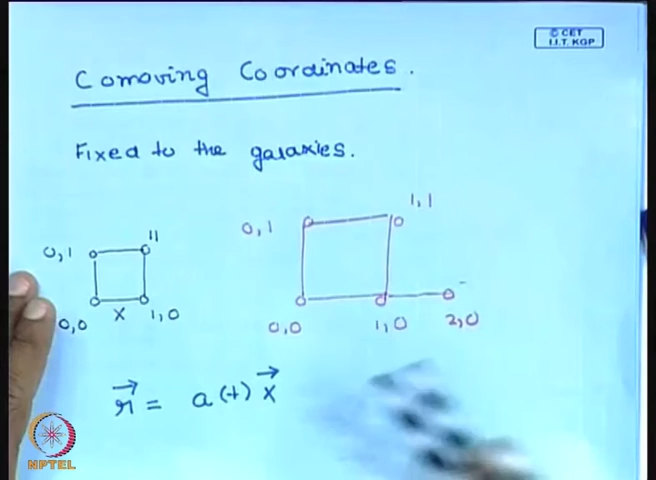 © CET
I.I.T. KGP
Comoving Coordinates.
Fixed to the galaxies.
0,1 11
0,0 X 1,0
0,1 1,1
0,0 1,0 2,0
r⃗ = a(t) x⃗
NPTEL